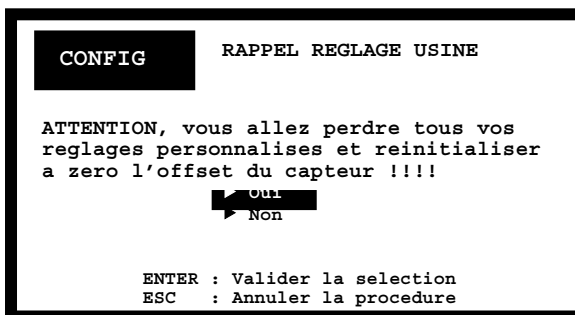 CONFIG
RAPPEL REGLAGE USINE
ATTENTION, vous allez perdre tous vos
reglages personnalises et reinitialiser
a zero l'offset du capteur !!!!
▶ Oui
▶ Non
ENTER : Valider la selection
ESC : Annuler la procedure